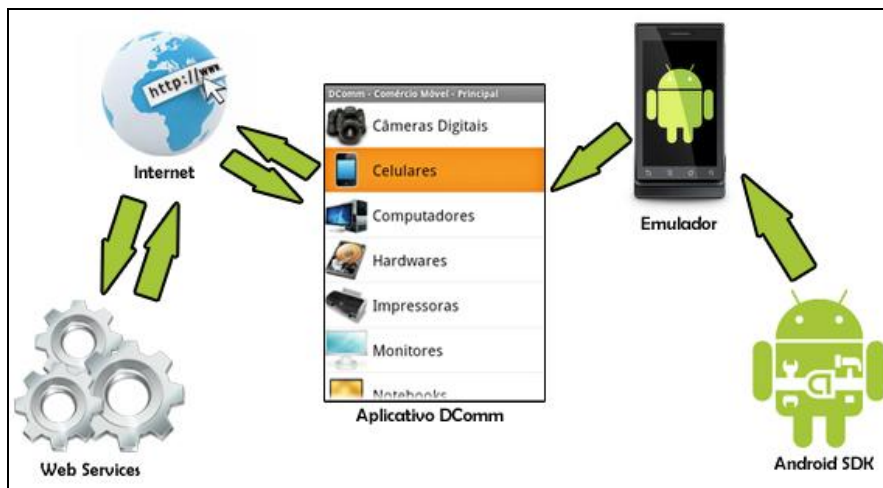 http://www.
Internet
DComm - Comércio Móvel - Principal
Câmeras Digitais
Celulares
Computadores
Hardwares
Impressoras
Monitores
Notebooks
Aplicativo DComm
Emulador
Web Services
Android SDK